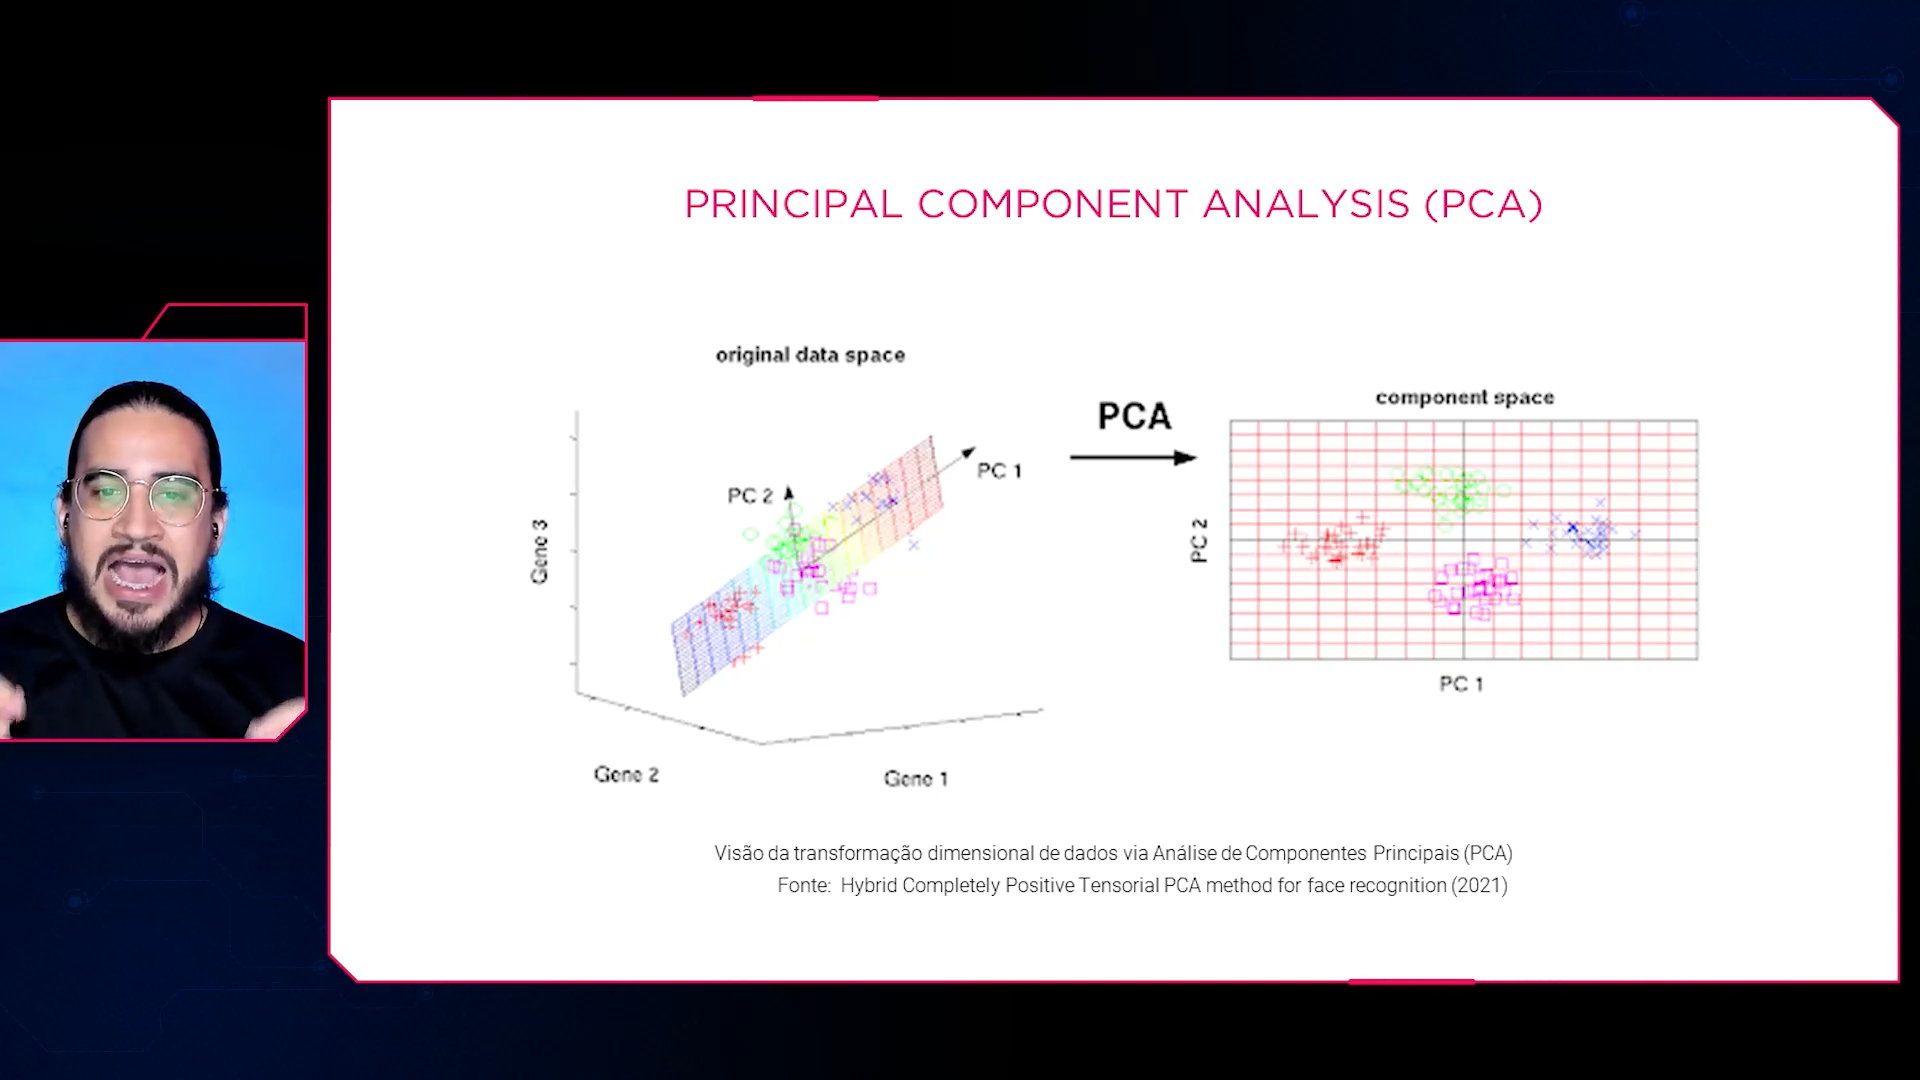 PRINCIPAL COMPONENT ANALYSIS (PCA)
original data space
PCA
component space
PC 1
PC 2
Gene 3
PC 2
PC 1
Gene 2
Gene 1
Visão da transformação dimensional de dados via Análise de Componentes Principais (PCA)
Fonte: Hybrid Completely Positive Tensorial PCA method for face recognition (2021)